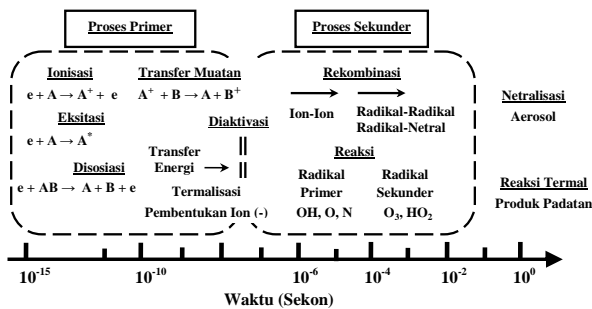 Proses Primer
Proses Sekunder
Ionisasi
e + A → A⁺ + e
Eksitasi
e + A → A*
Disosiasi
e + AB → A + B + e
Transfer Muatan
A⁺ + B → A + B⁺
Diaktivasi
Transfer
Energi →
Termalisasi
Pembentukan Ion (-)
Rekombinasi
Ion-Ion
Radikal-Radikal
Radikal-Netral
Reaksi
Radikal
Primer
OH, O, N
Radikal
Sekunder
O₃, HO₂
Netralisasi
Aerosol
Reaksi Termal
Produk Padatan
10⁻¹⁵ 10⁻¹⁰ 10⁻⁶ 10⁻⁴ 10⁻² 10⁰
Waktu (Sekon)